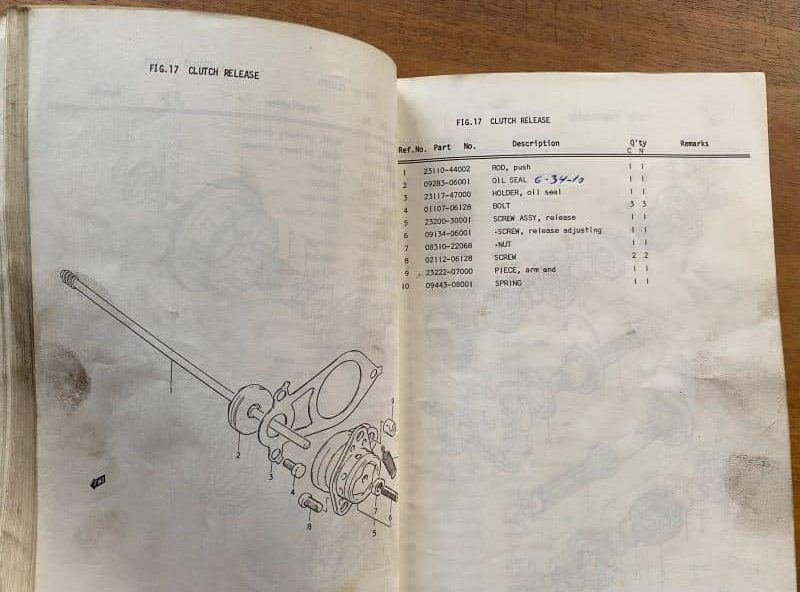 FIG.17 CLUTCH RELEASE
1
2
3
4
5
6
7
8
9
FIG.17 CLUTCH RELEASE
Ref.No. Part No. Description Q'ty Remarks
C N
1 23110-44002 ROD, push 1 1
2 09283-06001 OIL SEAL 6-34-10 1 1
3 23117-47000 HOLDER, oil seal 1 1
4 01107-06128 BOLT 3 3
5 23200-30001 SCREW ASSY, release 1 1
6 09134-06001 ·SCREW, release adjusting 1 1
7 08310-22068 ·NUT 1 1
8 02112-06128 SCREW 2 2
9 23222-07000 PIECE, arm end 1 1
10 09443-08001 SPRING 1 1